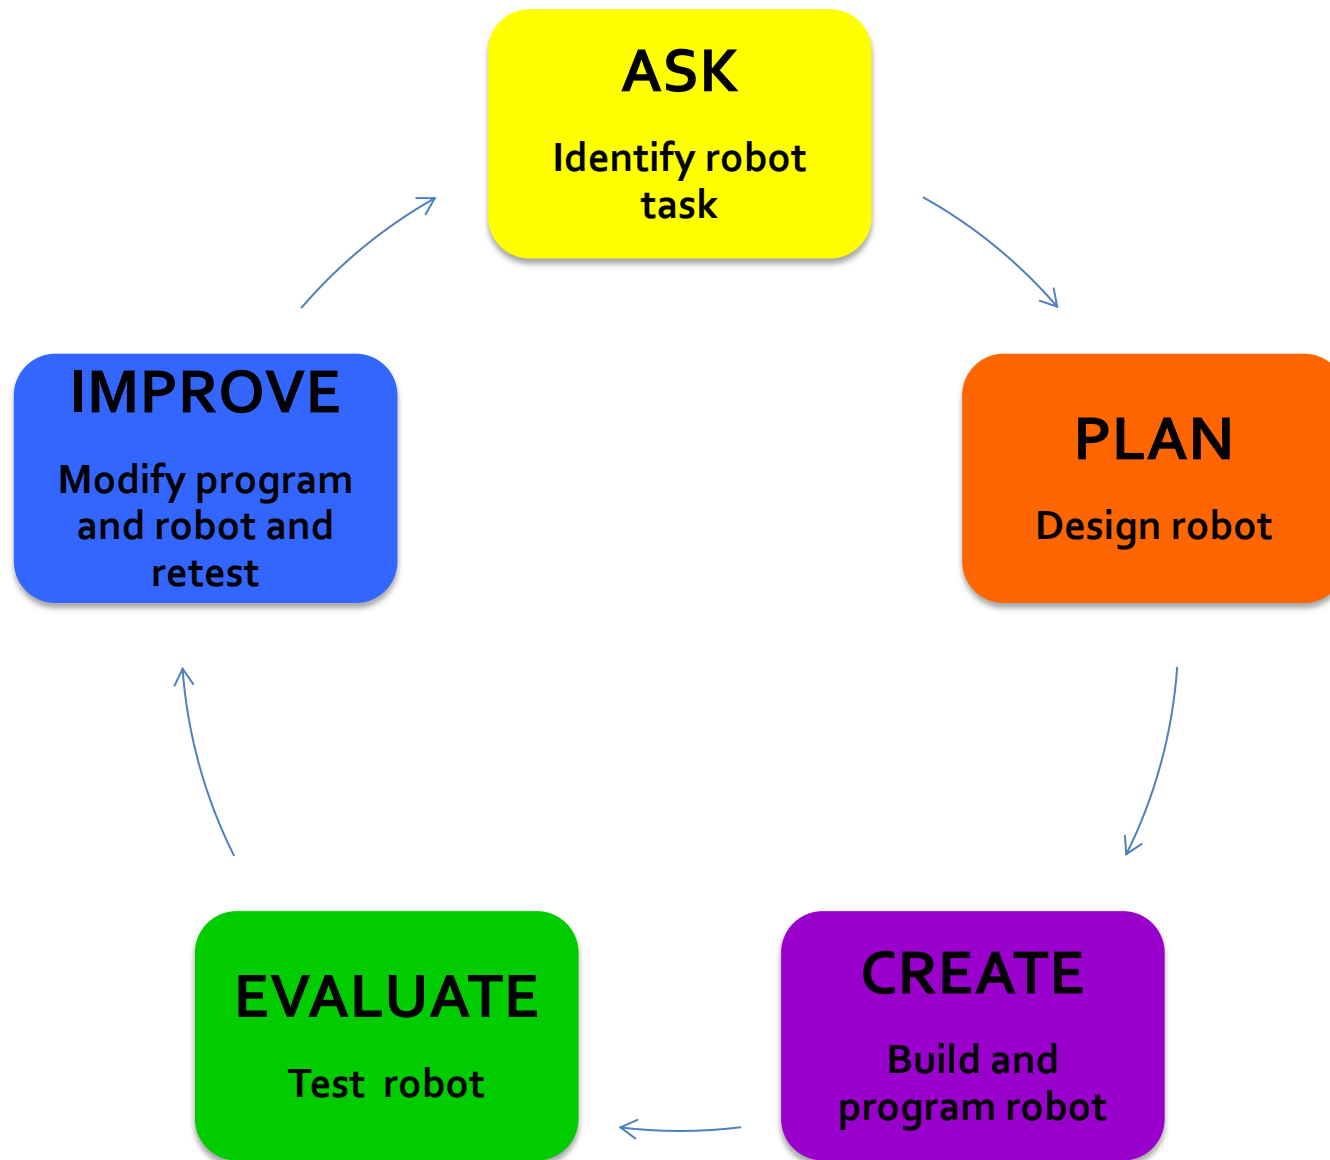 ASK
Identify robot
task
PLAN
Design robot
CREATE
Build and
program robot
EVALUATE
Test  robot
IMPROVE
Modify program
and robot and
retest